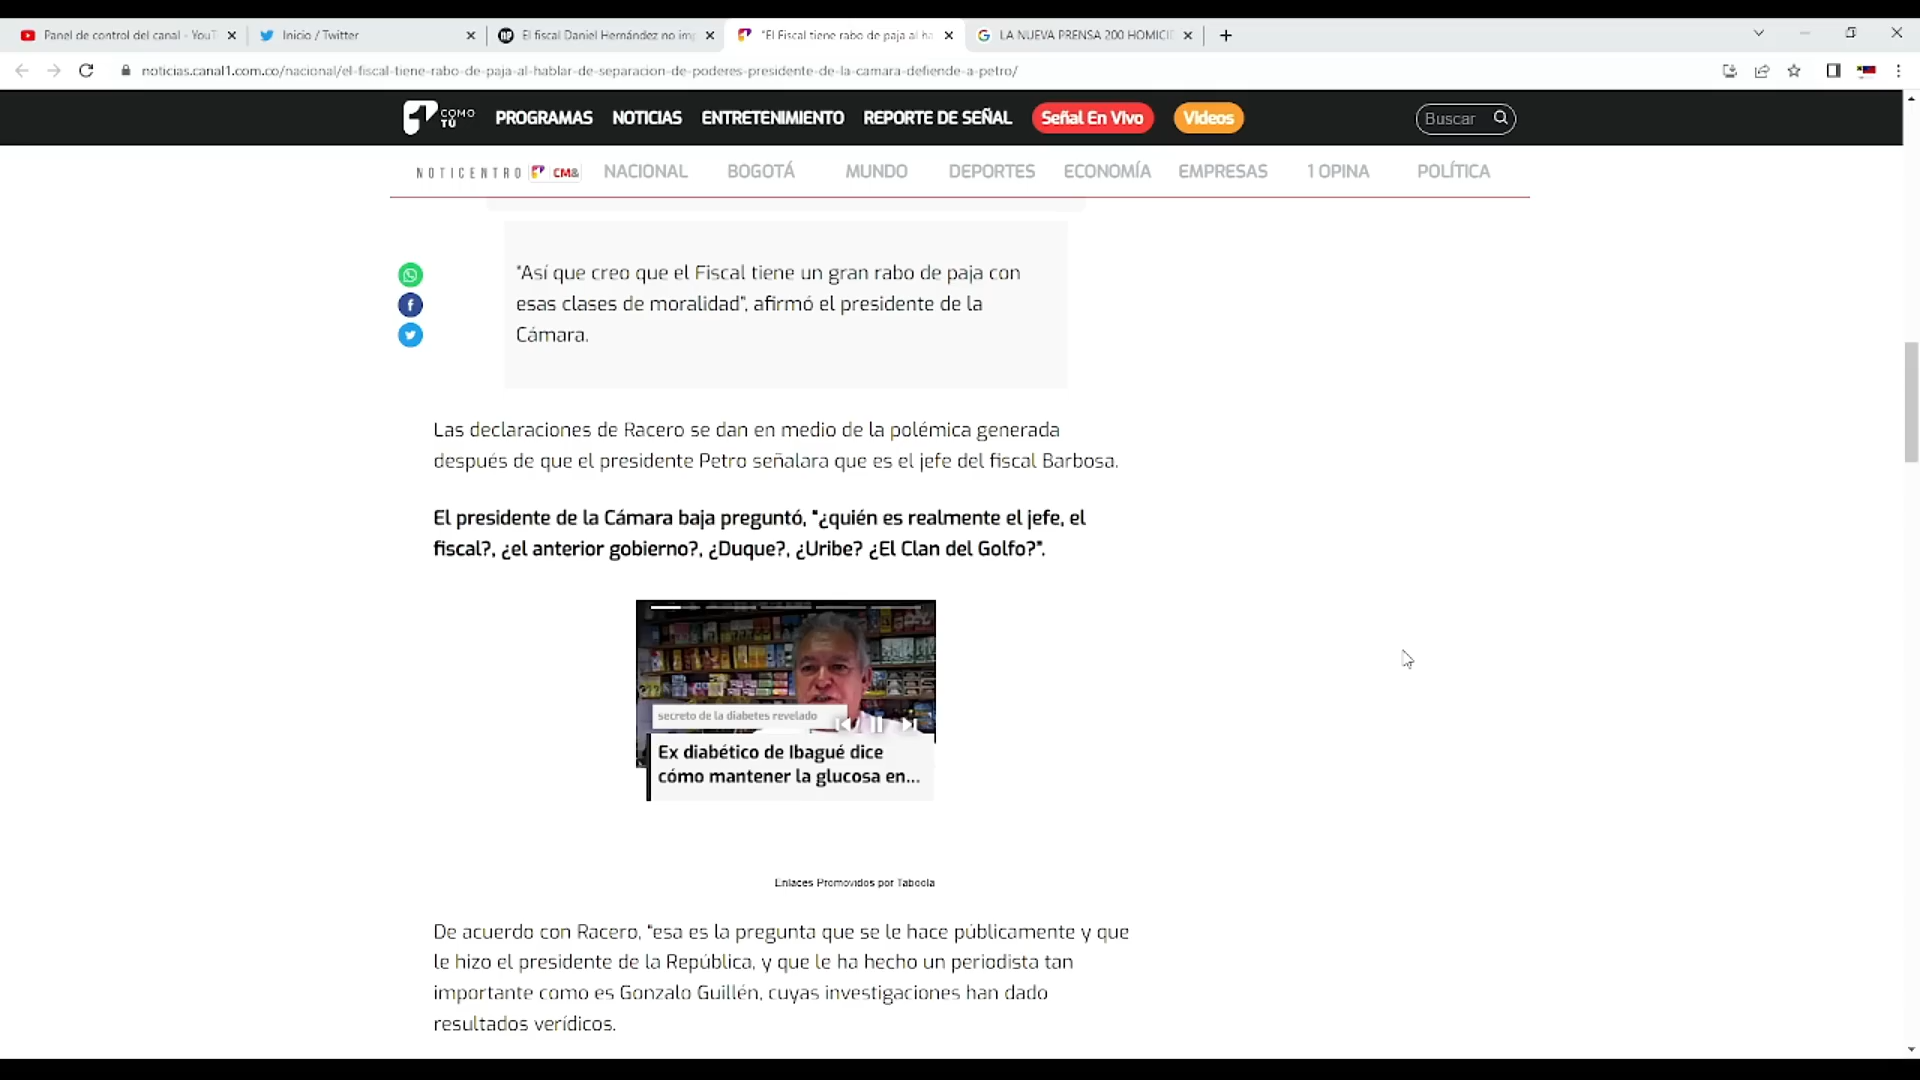 Panel de control del canal - YouT
Inicio / Twitter
El fiscal Daniel Hernández no im
"El Fiscal tiene rabo de paja al ha
LA NUEVA PRENSA 200 HOMICI
noticias.canal1.com.co/nacional/el-fiscal-tiene-rabo-de-paja-al-hablar-de-separacion-de-poderes-presidente-de-la-camara-defiende-a-petro/
COMO TÚ
PROGRAMAS NOTICIAS ENTRETENIMIENTO REPORTE DE SEÑAL Señal En Vivo Videos Buscar
NOTICENTRO CM& NACIONAL BOGOTÁ MUNDO DEPORTES ECONOMÍA EMPRESAS 1 OPINA POLÍTICA
"Así que creo que el Fiscal tiene un gran rabo de paja con
esas clases de moralidad", afirmó el presidente de la
Cámara.
Las declaraciones de Racero se dan en medio de la polémica generada
después de que el presidente Petro señalara que es el jefe del fiscal Barbosa.
El presidente de la Cámara baja preguntó, "¿quién es realmente el jefe, el
fiscal?, ¿el anterior gobierno?, ¿Duque?, ¿Uribe? ¿El Clan del Golfo?".
secreto de la diabetes revelado
Ex diabético de Ibagué dice
cómo mantener la glucosa en...
Enlaces Promovidos por Taboola
De acuerdo con Racero, "esa es la pregunta que se le hace públicamente y que
le hizo el presidente de la República, y que le ha hecho un periodista tan
importante como es Gonzalo Guillén, cuyas investigaciones han dado
resultados verídicos.